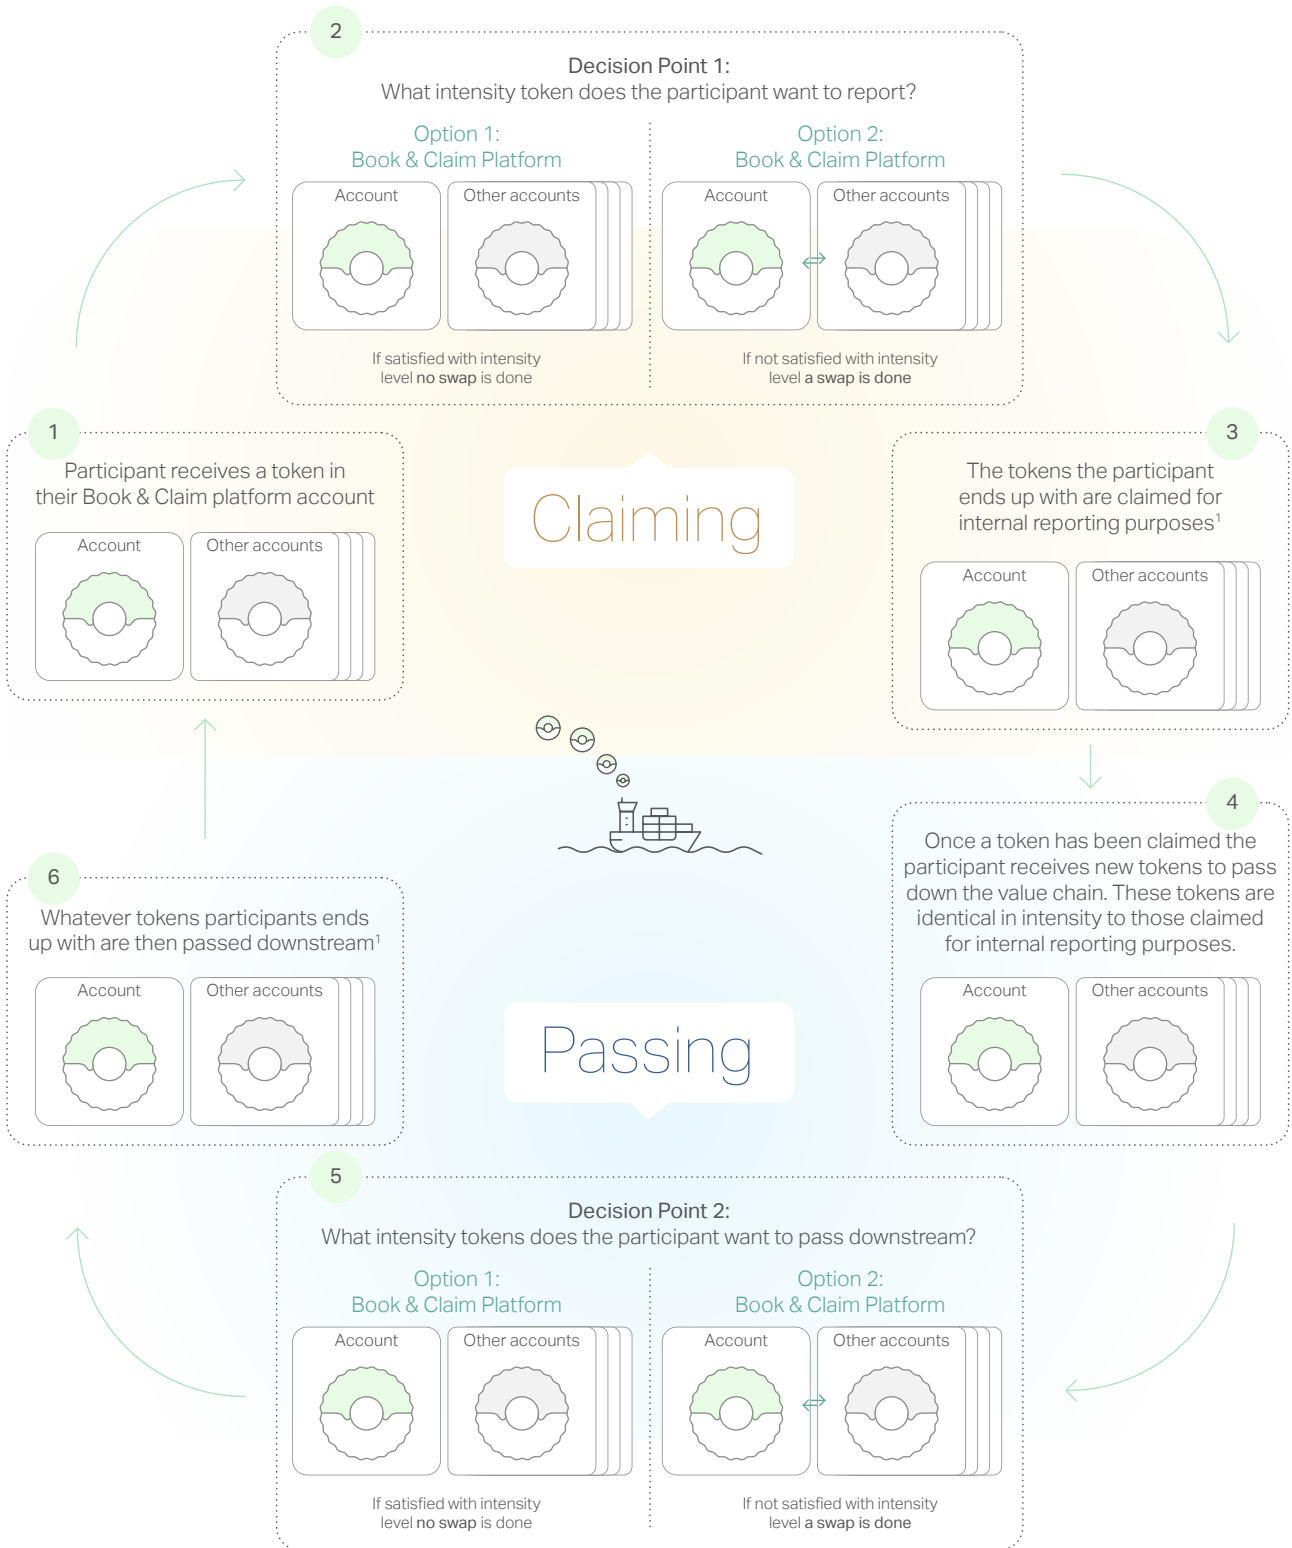 2
Decision Point 1:
What intensity token does the participant want to report?
Option 1:
Book & Claim Platform
Account
Other accounts
If satisfied with intensity
level no swap is done
Option 2:
Book & Claim Platform
Account
Other accounts
If not satisfied with intensity
level a swap is done
1
Participant receives a token in
their Book & Claim platform account
Account
Other accounts
Claiming
3
The tokens the participant
ends up with are claimed for
internal reporting purposes¹
Account
Other accounts
4
Once a token has been claimed the
participant receives new tokens to pass
down the value chain. These tokens are
identical in intensity to those claimed
for internal reporting purposes.
Account
Other accounts
6
Whatever tokens participants ends
up with are then passed downstream¹
Account
Other accounts
Passing
5
Decision Point 2:
What intensity tokens does the participant want to pass downstream?
Option 1:
Book & Claim Platform
Account
Other accounts
If satisfied with intensity
level no swap is done
Option 2:
Book & Claim Platform
Account
Other accounts
If not satisfied with intensity
level a swap is done